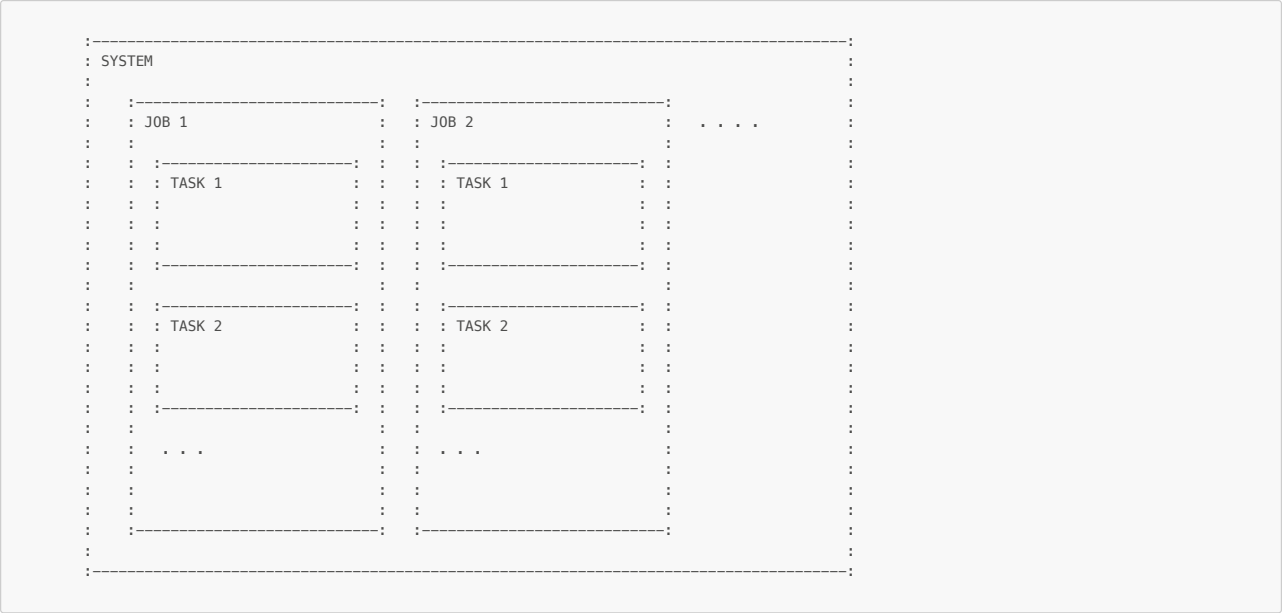 SYSTEM
JOB 1 JOB 2 . . . .
TASK 1 TASK 1
TASK 2 TASK 2
. . . . . .